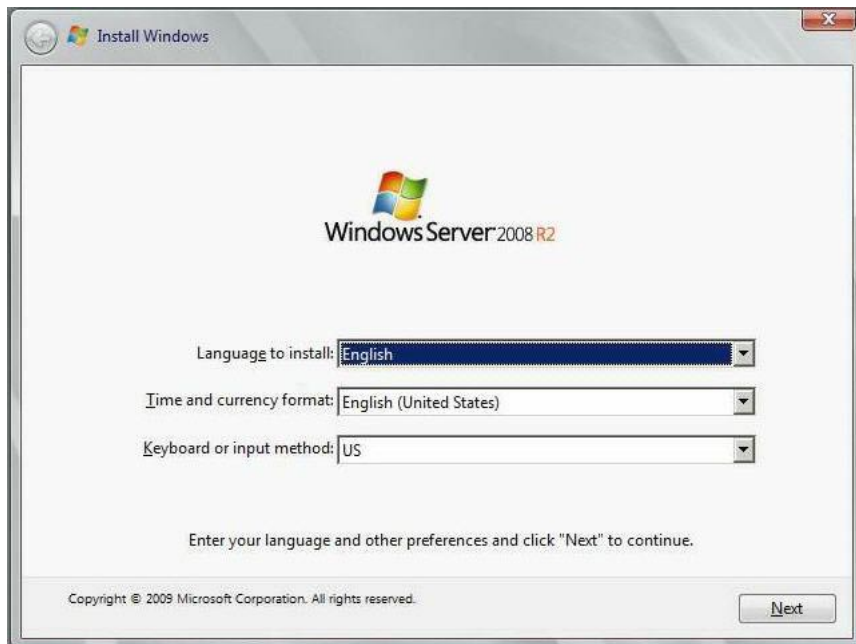 Install Windows
Windows Server 2008 R2
Language to install: English
Time and currency format: English (United States)
Keyboard or input method: US
Enter your language and other preferences and click "Next" to continue.
Copyright © 2009 Microsoft Corporation. All rights reserved.
Next